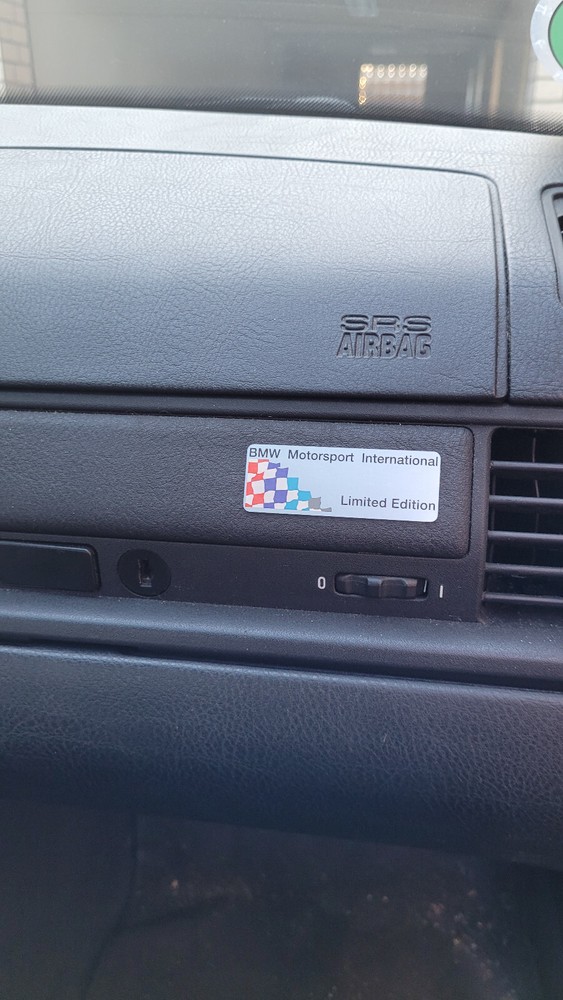 SRS
AIRBAG
BMW Motorsport International
Limited Edition
0 I